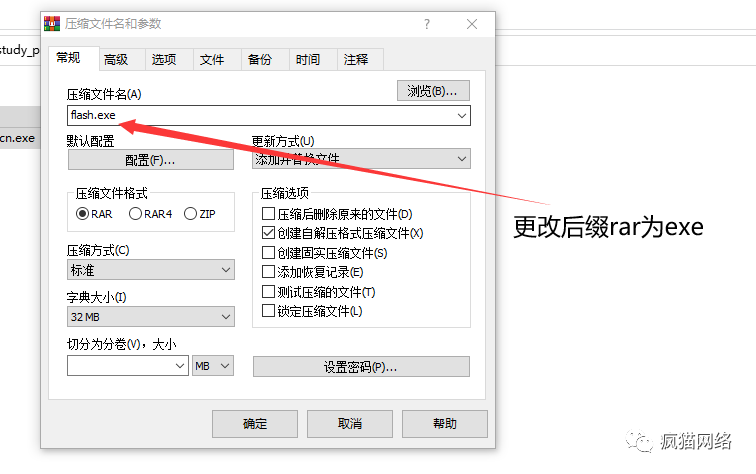 压缩文件名和参数
?
study_p
常规 高级 选项 文件 备份 时间 注释
压缩文件名(A)
浏览(B)...
cn.exe
flash.exe
默认配置
更新方式(U)
配置(F)...
添加并替换文件
压缩文件格式
RAR RAR4 ZIP
压缩选项
压缩后删除原来的文件(D)
创建自解压格式压缩文件(X)
创建固实压缩文件(S)
添加恢复记录(E)
测试压缩的文件(T)
锁定压缩文件(L)
更改后缀rar为exe
压缩方式(C)
标准
字典大小(I)
32 MB
切分为分卷(V)，大小
MB
设置密码(P)...
确定 取消 帮助
疯猫网络